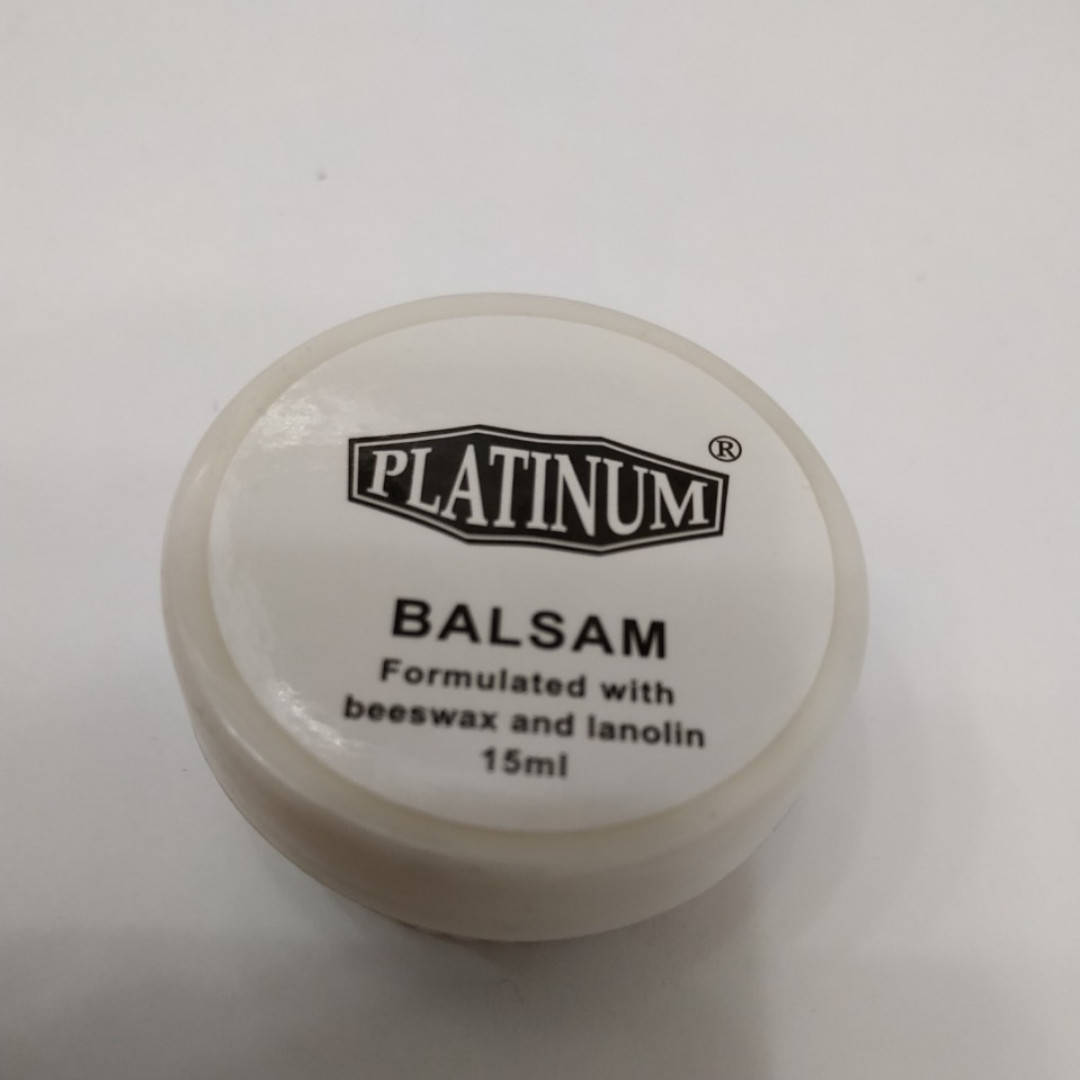 PLATINUM®
BALSAM
Formulated with
beeswax and lanolin
15ml